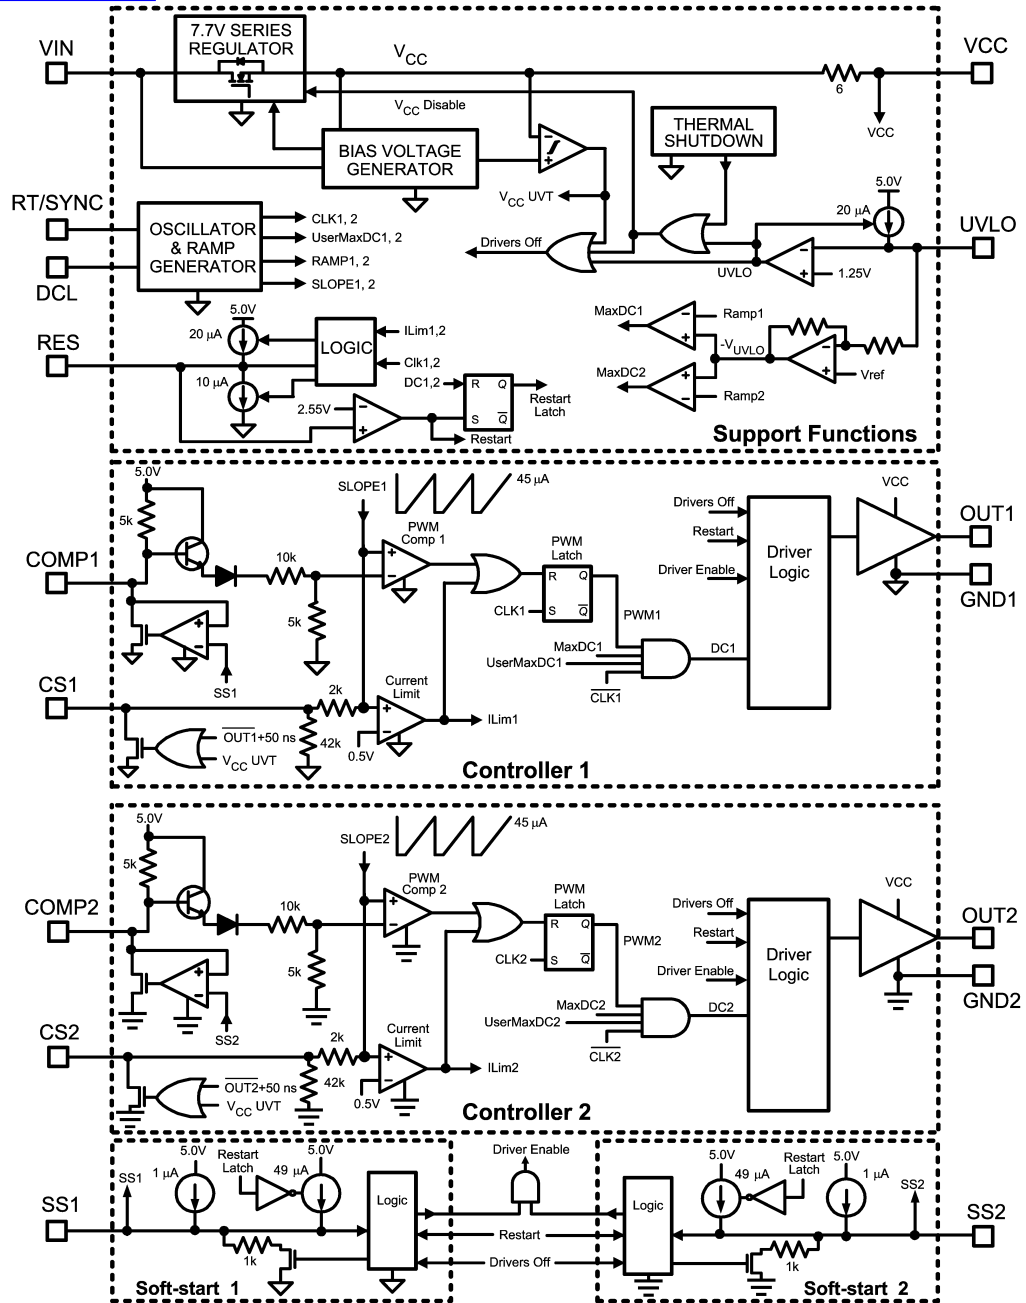 7.7V SERIES
REGULATOR
VIN
VCC
VCC
6
VCC
VCC Disable
BIAS VOLTAGE
GENERATOR
THERMAL
SHUTDOWN
VCC UVT
5.0V
20 µA
UVLO
RT/SYNC
DCL
OSCILLATOR
& RAMP
GENERATOR
CLK1, 2
UserMaxDC1, 2
RAMP1, 2
SLOPE1, 2
Drivers Off
UVLO
1.25V
RES
5.0V
20 µA
10 µA
LOGIC
ILim1,2
Clk1,2
DC1,2
R
Q
S
Q
Restart
Latch
2.55V
Restart
MaxDC1
Ramp1
-VUVLO
MaxDC2
Ramp2
Vref
Support Functions
5.0V
5k
COMP1
SLOPE1
45 µA
10k
5k
PWM
Comp 1
PWM
Latch
R
Q
S
Q
CLK1
PWM1
MaxDC1
UserMaxDC1
CLK1
DC1
Drivers Off
Restart
Driver Enable
Driver
Logic
VCC
OUT1
GND1
SS1
CS1
2k
42k
Current
Limit
0.5V
ILim1
OUT1+50 ns
VCC UVT
Controller 1
5.0V
5k
COMP2
SLOPE2
45 µA
10k
5k
PWM
Comp 2
PWM
Latch
R
Q
S
Q
CLK2
PWM2
MaxDC2
UserMaxDC2
CLK2
DC2
Drivers Off
Restart
Driver Enable
Driver
Logic
VCC
OUT2
GND2
SS2
CS2
2k
42k
Current
Limit
0.5V
ILim2
OUT2+50 ns
VCC UVT
Controller 2
SS1
SS1
5.0V
1 µA
Restart
Latch
5.0V
49 µA
Logic
1k
Soft-start 1
Driver Enable
Restart
Drivers Off
Logic
5.0V
49 µA
Restart
Latch
5.0V
1 µA
SS2
SS2
1k
Soft-start 2